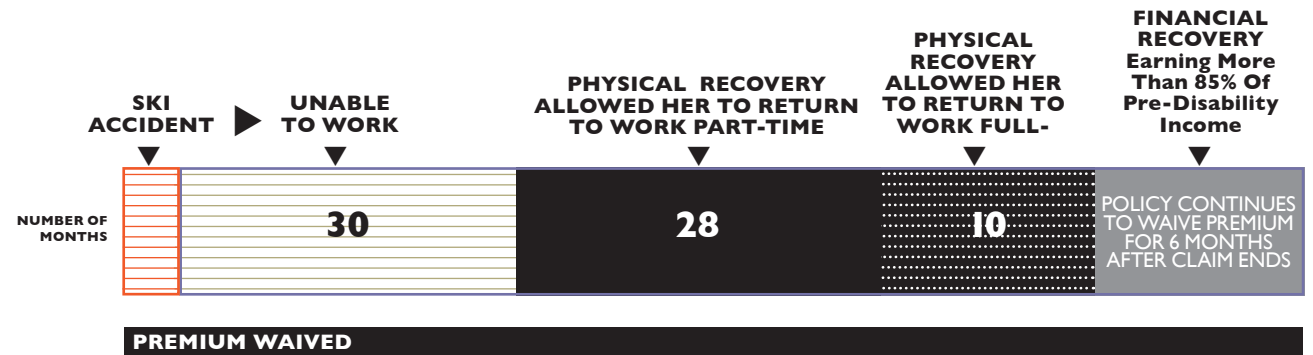 SKI
ACCIDENT
UNABLE
TO WORK
PHYSICAL RECOVERY
ALLOWED HER TO RETURN
TO WORK PART-TIME
PHYSICAL
RECOVERY
ALLOWED HER
TO RETURN TO
WORK FULL-
FINANCIAL
RECOVERY
Earning More
Than 85% Of
Pre-Disability
Income
NUMBER OF
MONTHS
30
28
10
POLICY CONTINUES
TO WAIVE PREMIUM
FOR 6 MONTHS
AFTER CLAIM ENDS
PREMIUM WAIVED